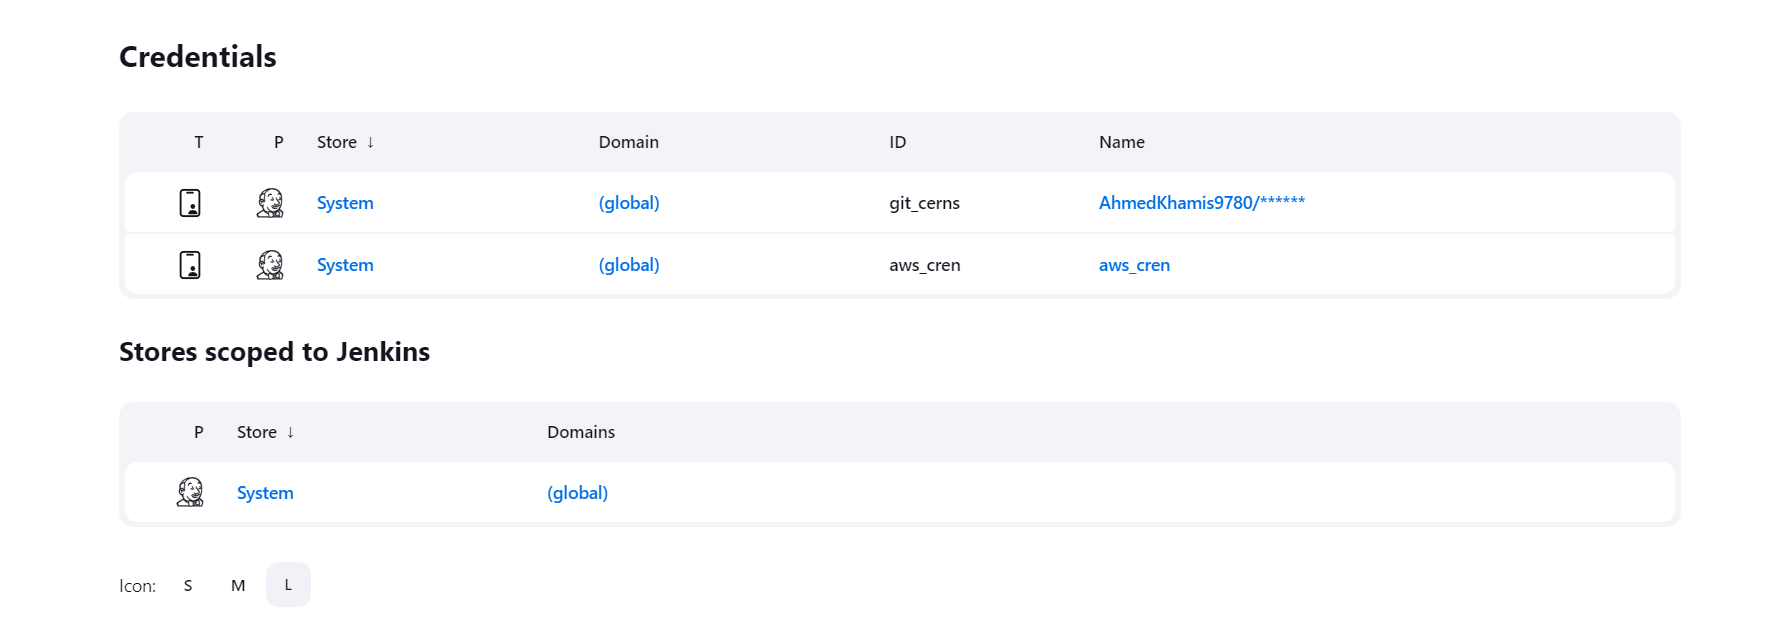 Credentials
T P Store ↓ Domain ID Name
System (global) git_cerns AhmedKhamis9780/******
System (global) aws_cren aws_cren
Stores scoped to Jenkins
P Store ↓ Domains
System (global)
Icon: S M L